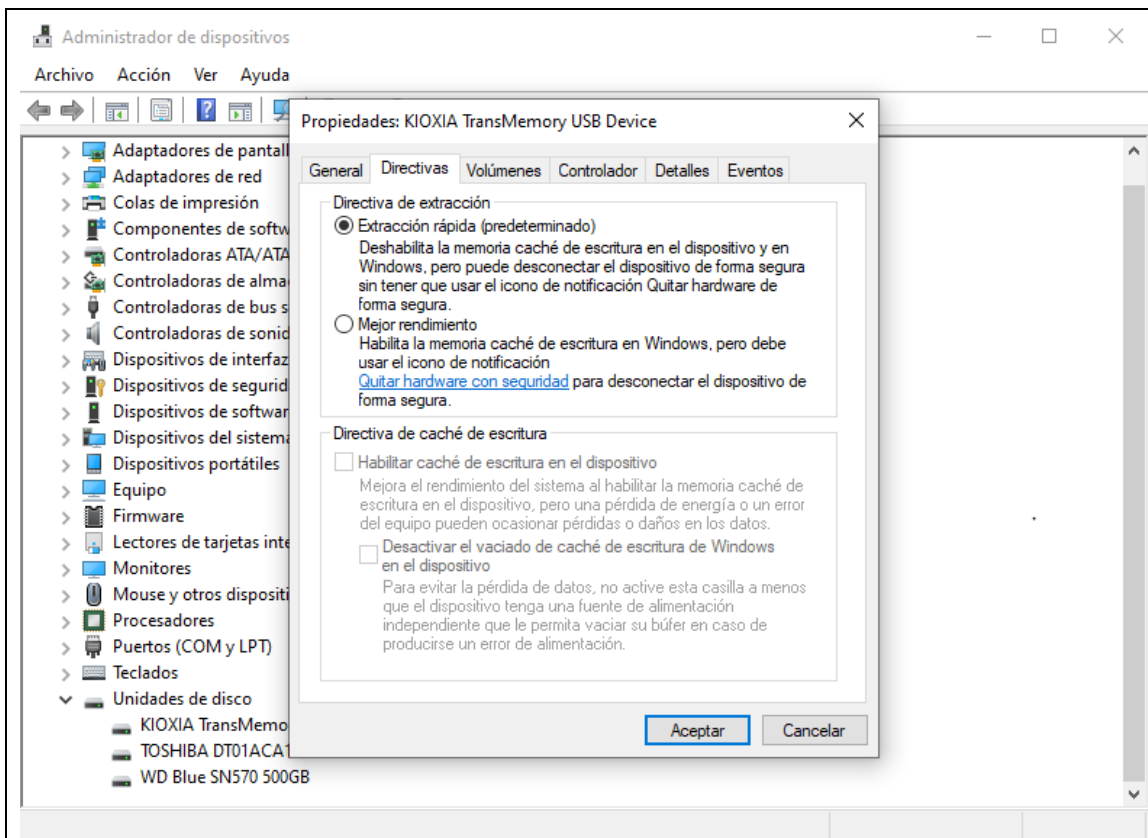 Administrador de dispositivos
Archivo Acción Ver Ayuda
Adaptadores de pantall
Adaptadores de red
Colas de impresión
Componentes de softw
Controladoras ATA/ATA
Controladoras de alma
Controladoras de bus s
Controladoras de sonid
Dispositivos de interfaz
Dispositivos de segurid
Dispositivos de softwar
Dispositivos del sistema
Dispositivos portátiles
Equipo
Firmware
Lectores de tarjetas inte
Monitores
Mouse y otros dispositi
Procesadores
Puertos (COM y LPT)
Teclados
Unidades de disco
KIOXIA TransMemo
TOSHIBA DT01ACA1
WD Blue SN570 500GB
Propiedades: KIOXIA TransMemory USB Device
General Directivas Volúmenes Controlador Detalles Eventos
Directiva de extracción
Extracción rápida (predeterminado)
Deshabilita la memoria caché de escritura en el dispositivo y en
Windows, pero puede desconectar el dispositivo de forma segura
sin tener que usar el icono de notificación Quitar hardware de
forma segura.
Mejor rendimiento
Habilita la memoria caché de escritura en Windows, pero debe
usar el icono de notificación
Quitar hardware con seguridad para desconectar el dispositivo de
forma segura.
Directiva de caché de escritura
Habilitar caché de escritura en el dispositivo
Mejora el rendimiento del sistema al habilitar la memoria caché de
escritura en el dispositivo, pero una pérdida de energía o un error
del equipo pueden ocasionar pérdidas o daños en los datos.
Desactivar el vaciado de caché de escritura de Windows
en el dispositivo
Para evitar la pérdida de datos, no active esta casilla a menos
que el dispositivo tenga una fuente de alimentación
independiente que le permita vaciar su búfer en caso de
producirse un error de alimentación.
Aceptar Cancelar